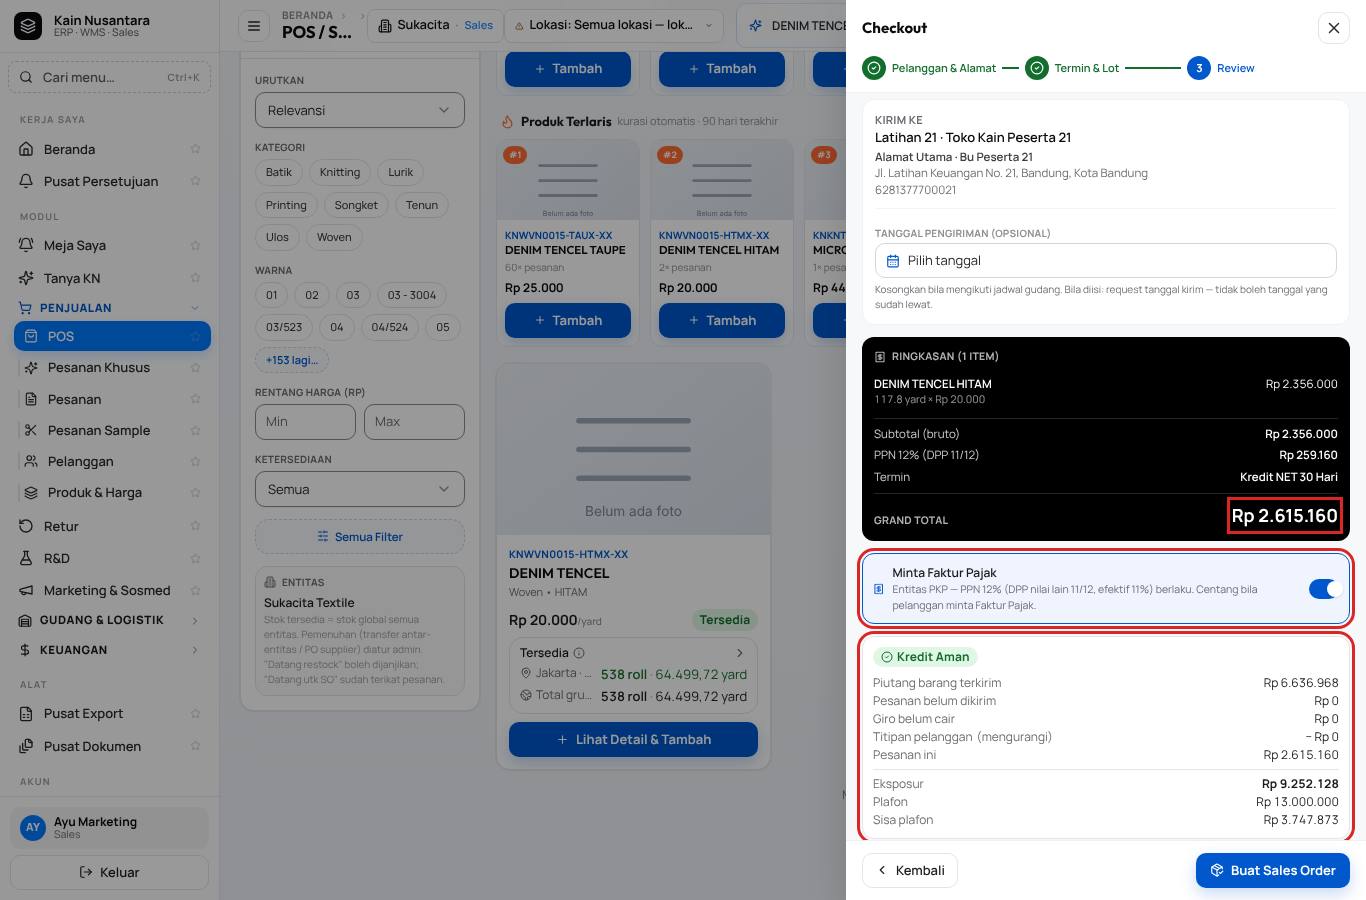 Kain Nusantara
ERP · WMS · Sales
Cari menu... Ctrl+K
KERJA SAYA
Beranda
Pusat Persetujuan
MODUL
Meja Saya
Tanya KN
PENJUALAN
POS
Pesanan Khusus
Pesanan
Pesanan Sample
Pelanggan
Produk & Harga
Retur
R&D
Marketing & Sosmed
GUDANG & LOGISTIK
KEUANGAN
ALAT
Pusat Export
Pusat Dokumen
AKUN
AY
Ayu Marketing
Sales
Keluar
BERANDA
POS / S...
Sukacita · Sales
Lokasi: Semua lokasi — lok...
DENIM TENCE
URUTKAN
Relevansi
KATEGORI
Batik Knitting Lurik
Printing Songket Tenun
Ulos Woven
WARNA
01 02 03 03 - 3004
03/523 04 04/524 05
+153 lagi...
RENTANG HARGA (RP)
Min Max
KETERSEDIAAN
Semua
Semua Filter
ENTITAS
Sukacita Textile
Stok tersedia = stok global semua
entitas. Pemenuhan (transfer antar-
entitas / PO supplier) diatur admin.
"Datang restock" boleh dijanjikan;
"Datang utk SO" sudah terikat pesanan.
+ Tambah + Tambah
Produk Terlaris kurasi otomatis · 90 hari terakhir
#1 #2 #3
Belum ada foto Belum ada foto
KNWVN0015-TAUX-XX KNWVN0015-HTMX-XX KNKNT
DENIM TENCEL TAUPE DENIM TENCEL HITAM MICRO
60× pesanan 2× pesanan 1× pesa
Rp 25.000 Rp 20.000 Rp 44
+ Tambah + Tambah
Belum ada foto
KNWVN0015-HTMX-XX
DENIM TENCEL
Woven • HITAM
Rp 20.000/yard Tersedia
Tersedia
Jakarta · ... 538 roll · 64.499,72 yard
Total gru... 538 roll · 64.499,72 yard
+ Lihat Detail & Tambah
Checkout
Pelanggan & Alamat Termin & Lot 3 Review
KIRIM KE
Latihan 21 · Toko Kain Peserta 21
Alamat Utama · Bu Peserta 21
Jl. Latihan Keuangan No. 21, Bandung, Kota Bandung
6281377700021
TANGGAL PENGIRIMAN (OPSIONAL)
Pilih tanggal
Kosongkan bila mengikuti jadwal gudang. Bila diisi: request tanggal kirim — tidak boleh tanggal yang
sudah lewat.
RINGKASAN (1 ITEM)
DENIM TENCEL HITAM Rp 2.356.000
117.8 yard × Rp 20.000
Subtotal (bruto) Rp 2.356.000
PPN 12% (DPP 11/12) Rp 259.160
Termin Kredit NET 30 Hari
GRAND TOTAL Rp 2.615.160
Minta Faktur Pajak
Entitas PKP — PPN 12% (DPP nilai lain 11/12, efektif 11%) berlaku. Centang bila
pelanggan minta Faktur Pajak.
Kredit Aman
Piutang barang terkirim Rp 6.636.968
Pesanan belum dikirim Rp 0
Giro belum cair Rp 0
Titipan pelanggan (mengurangi) − Rp 0
Pesanan ini Rp 2.615.160
Eksposur Rp 9.252.128
Plafon Rp 13.000.000
Sisa plafon Rp 3.747.873
Kembali
Buat Sales Order